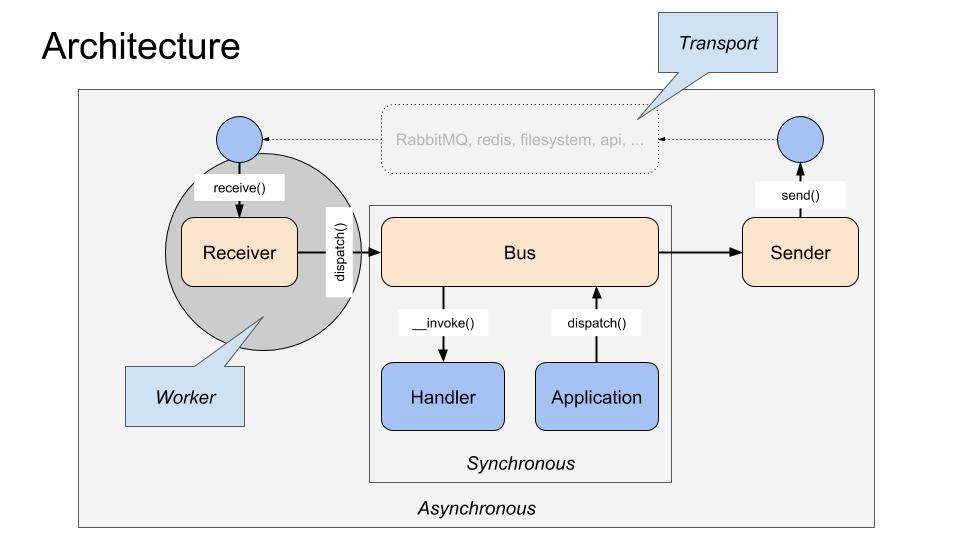 Architecture
Transport
RabbitMQ, redis, filesystem, api, ...
receive()
send()
Receiver
dispatch()
Bus
Sender
__invoke()
dispatch()
Worker
Handler
Application
Synchronous
Asynchronous